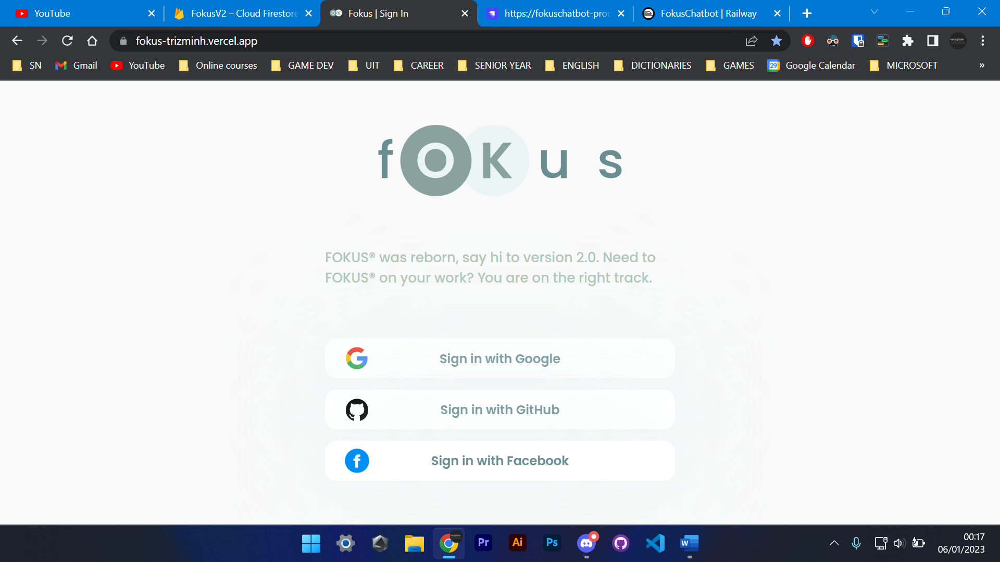 YouTube
FokusV2 – Cloud Firestore
Fokus | Sign In
https://fokuschatbot-prod
FokusChatbot | Railway
fokus-trizminh.vercel.app
SN
Gmail
YouTube
Online courses
GAME DEV
UIT
CAREER
SENIOR YEAR
ENGLISH
DICTIONARIES
GAMES
29
Google Calendar
MICROSOFT
»
fOKus
FOKUS® was reborn, say hi to version 2.0. Need to
FOKUS® on your work? You are on the right track.
Sign in with Google
Sign in with GitHub
Sign in with Facebook
Pr
Ai
Ps
W
00:17
06/01/2023